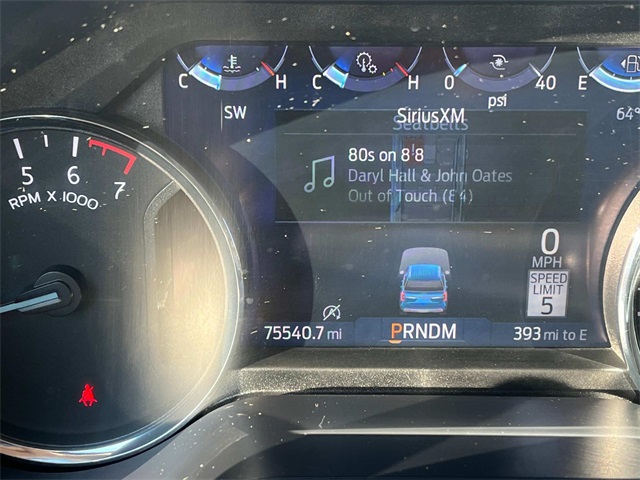 C H C H 0 40 E
psi
SW
SiriusXM
64°
Seatbelts
80s on 8
Daryl Hall & John Oates
Out of Touch (84)
5 6 7
RPM X 1000
0
MPH
SPEED
LIMIT
5
75540.7 mi
PRNDM
393 mi to E